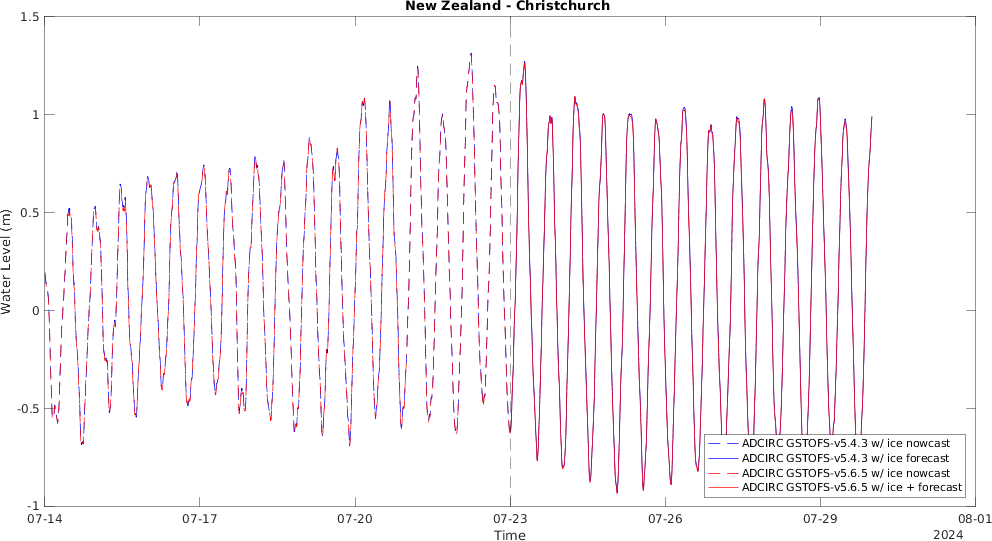 New Zealand - Christchurch
1.5
1
0.5
0
-0.5
-1
Water Level (m)
07-14
07-17
07-20
07-23
07-26
07-29
08-01
Time
2024
ADCIRC GSTOFS-v5.4.3 w/ ice nowcast
ADCIRC GSTOFS-v5.4.3 w/ ice forecast
ADCIRC GSTOFS-v5.6.5 w/ ice nowcast
ADCIRC GSTOFS-v5.6.5 w/ ice + forecast